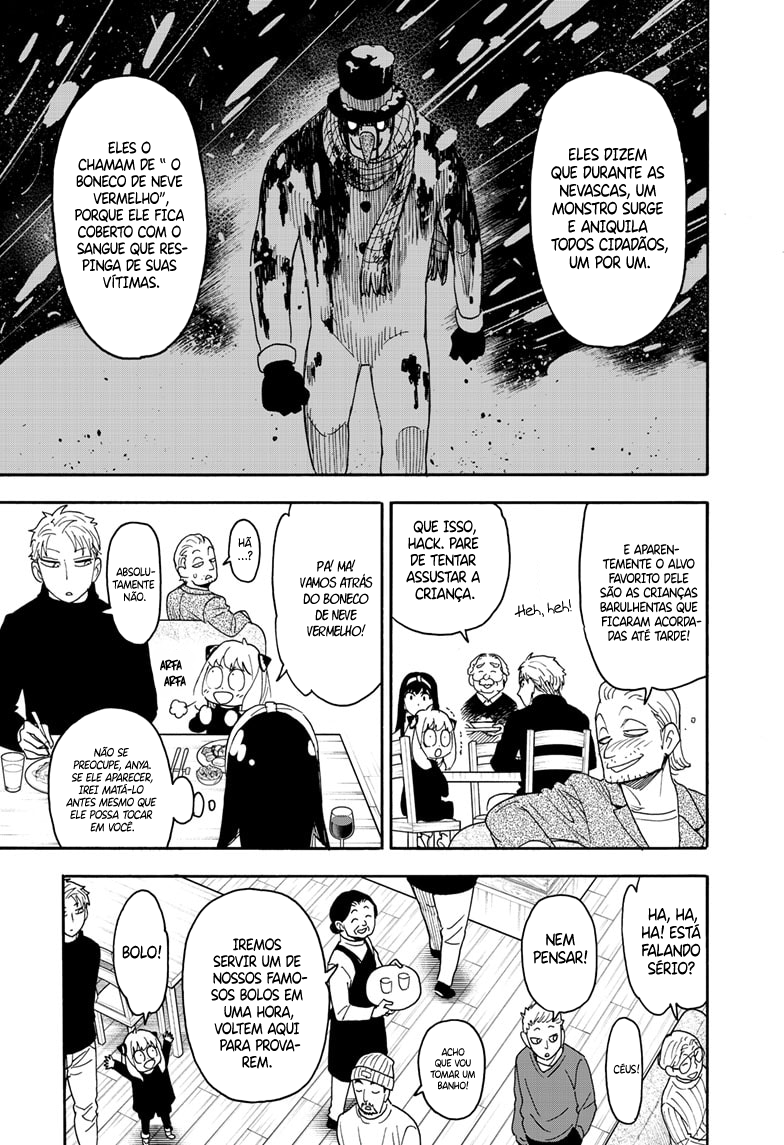 ELES DIZEM
QUE DURANTE AS
NEVASCAS, UM
MONSTRO SURGE
E ANIQUILA
TODOS CIDADÃOS,
UM POR UM.
ELES O
CHAMAM DE “ O
BONECO DE NEVE
VERMELHO”,
PORQUE ELE FICA
COBERTO COM O
SANGUE QUE RES-
PINGA DE SUAS
VÍTIMAS.
E APAREN-
TEMENTE O ALVO
FAVORITO DELE
SÃO AS CRIANÇAS
BARULHENTAS QUE
FICARAM ACORDA-
DAS ATÉ TARDE!
Heh, heh!
QUE ISSO,
HACK. PARE
DE TENTAR
ASSUSTAR A
CRIANÇA.
PA! MA!
VAMOS ATRÁS
DO BONECO
DE NEVE
VERMELHO!
HÃ
...?
ARFA
ARFA
ABSOLU-
TAMENTE
NÃO.
NÃO SE
PREOCUPE, ANYA.
SE ELE APARECER,
IREI MATÁ-LO
ANTES MESMO QUE
ELE POSSA TOCAR
EM VOCÊ.
HA, HA,
HA! ESTÁ
FALANDO
SÉRIO?
CÉUS!
NEM
PENSAR!
ACHO
QUE VOU
TOMAR UM
BANHO!
IREMOS
SERVIR UM DE
NOSSOS FAMO-
SOS BOLOS EM
UMA HORA,
VOLTEM AQUI
PARA PROVA-
REM.
BOLO!